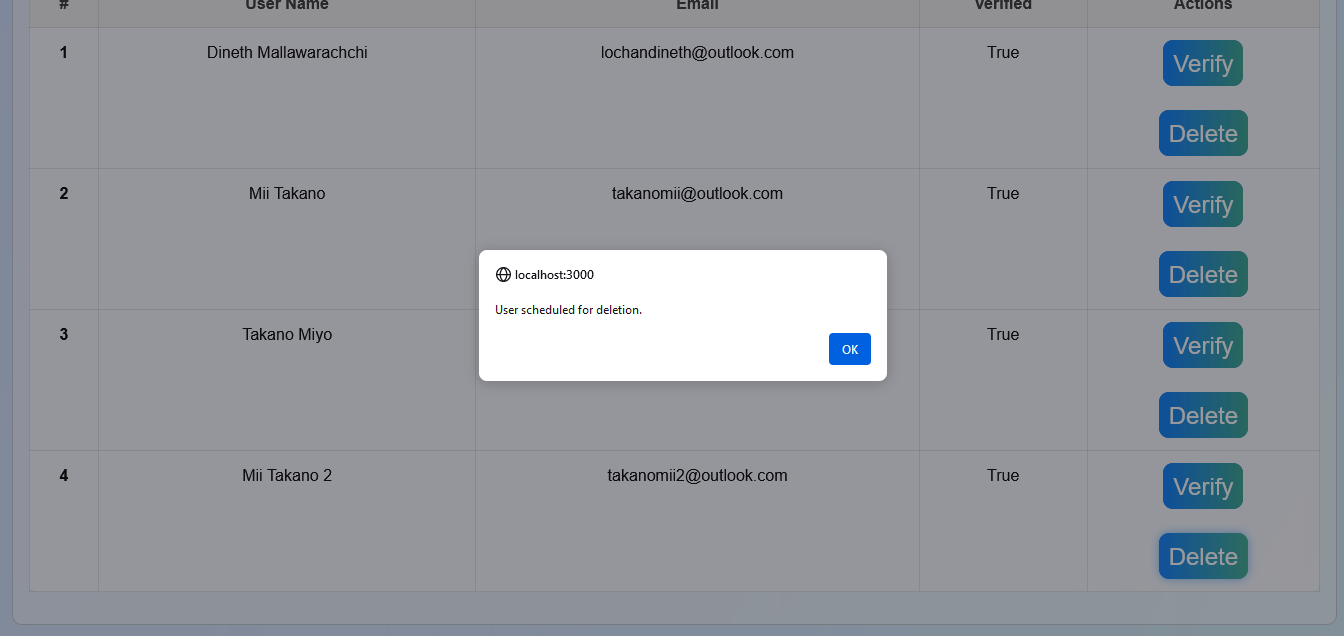 # User Name Email Verified Actions
1 Dineth Mallawarachchi lochandineth@outlook.com True Verify
Delete
2 Mii Takano takanomii@outlook.com True Verify
localhost:3000
Delete
User scheduled for deletion.
3 Takano Miyo True Verify
OK
Delete
4 Mii Takano 2 takanomii2@outlook.com True Verify
Delete